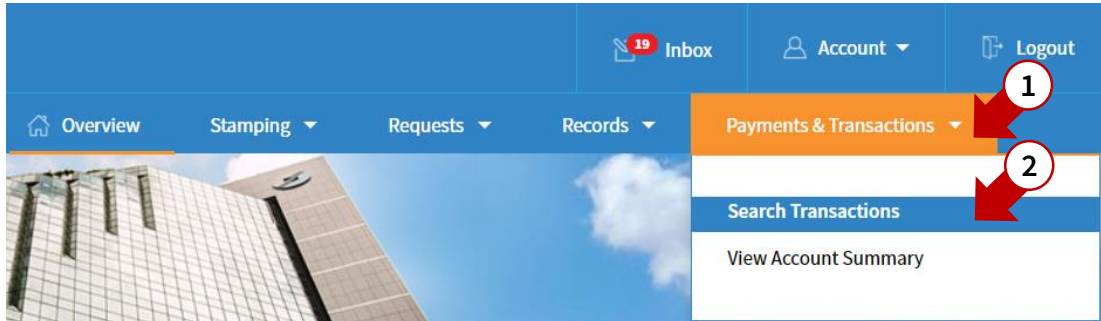 19 Inbox Account Logout
1
Overview Stamping Requests Records Payments & Transactions
2
Search Transactions
View Account Summary